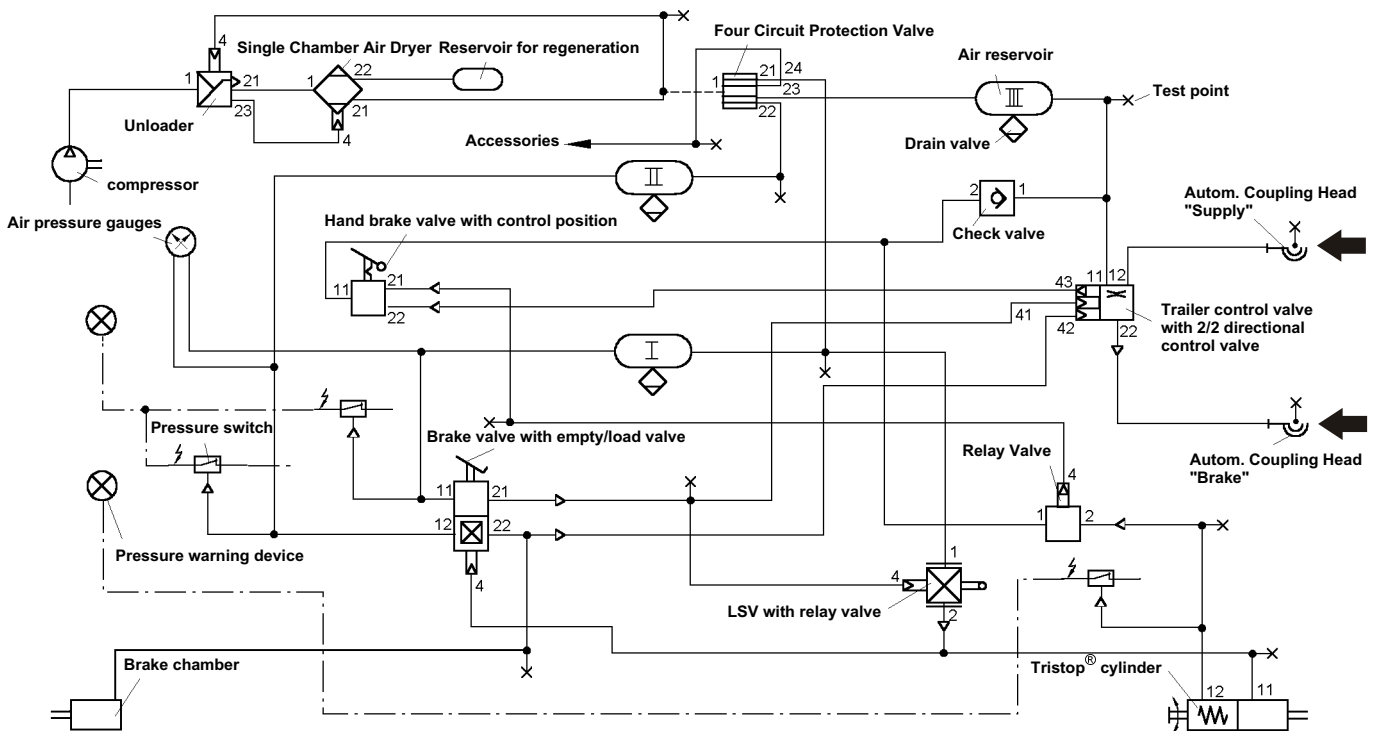 4
Single Chamber Air Dryer
Reservoir for regeneration
Four Circuit Protection Valve
Air reservoir
1
21
23
Unloader
1
22
21
4
1
21
24
23
22
III
Test point
Drain valve
Accessories
compressor
II
2
1
Check valve
Autom. Coupling Head
"Supply"
Air pressure gauges
Hand brake valve with control position
11
21
22
43
11
12
41
42
22
Trailer control valve
with 2/2 directional
control valve
I
Pressure switch
Brake valve with empty/load valve
Relay Valve
4
1
2
Autom. Coupling Head
"Brake"
11
21
12
22
4
Pressure warning device
1
4
2
LSV with relay valve
Brake chamber
Tristop® cylinder
12
11